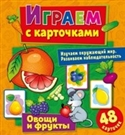 Играем
с карточками
Изучаем окружающий мир.
Развиваем наблюдательность
Овощи и фрукты
48
карточек